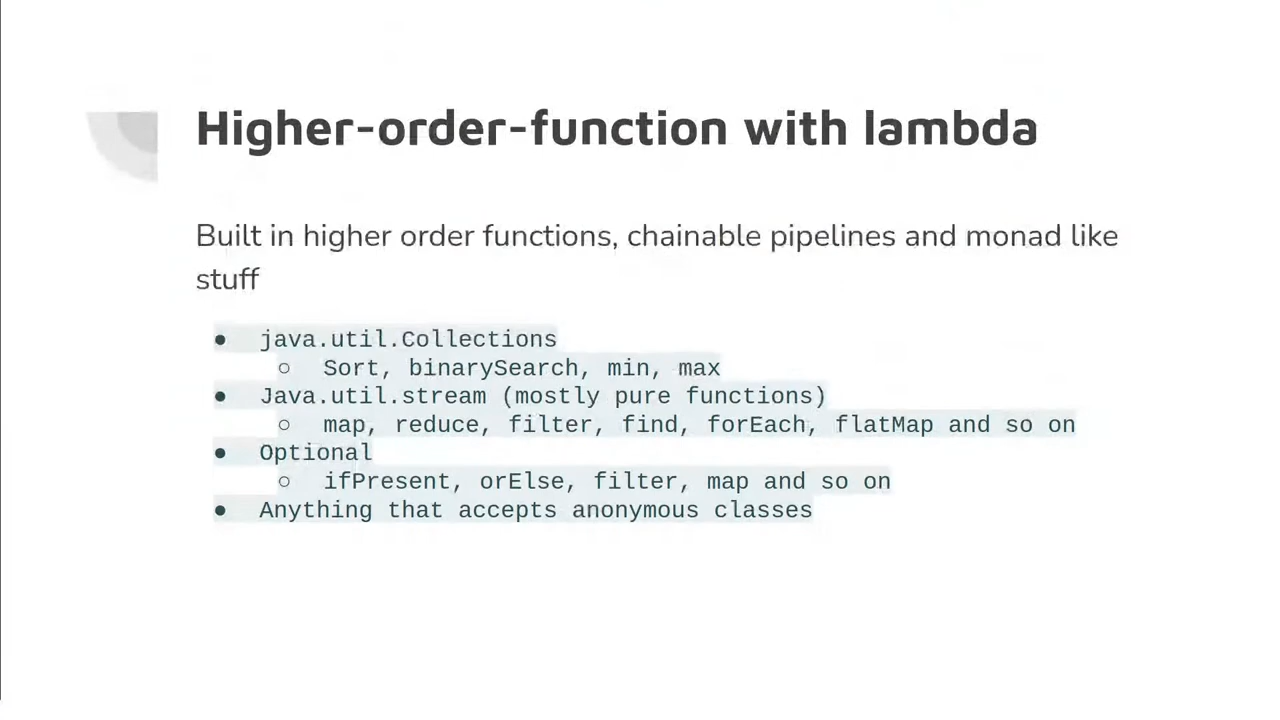 Higher-order-function with lambda
Built in higher order functions, chainable pipelines and monad like
stuff
● java.util.Collections
○ Sort, binarySearch, min, max
● Java.util.stream (mostly pure functions)
○ map, reduce, filter, find, forEach, flatMap and so on
● Optional
○ ifPresent, orElse, filter, map and so on
● Anything that accepts anonymous classes